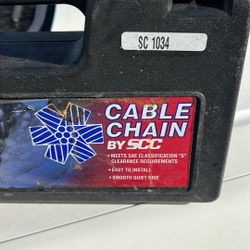 SC 1034
CABLE
CHAIN
BY SCC
• MEETS SAE CLASSIFICATION "S"
CLEARANCE REQUIREMENTS
• EASY TO INSTALL
• SMOOTH QUIET RIDE